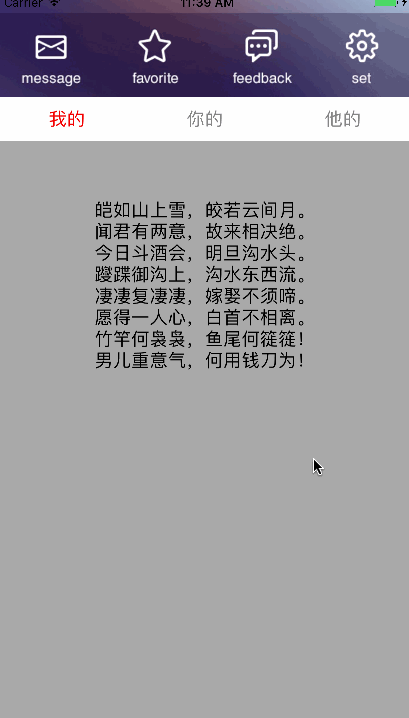 Carrier 11:39 AM
message favorite feedback set
我的 你的 他的
皑如山上雪，皎若云间月。
闻君有两意，故来相决绝。
今日斗酒会，明旦沟水头。
躞蹀御沟上，沟水东西流。
凄凄复凄凄，嫁娶不须啼。
愿得一人心，白首不相离。
竹竿何袅袅，鱼尾何簁簁！
男儿重意气，何用钱刀为！